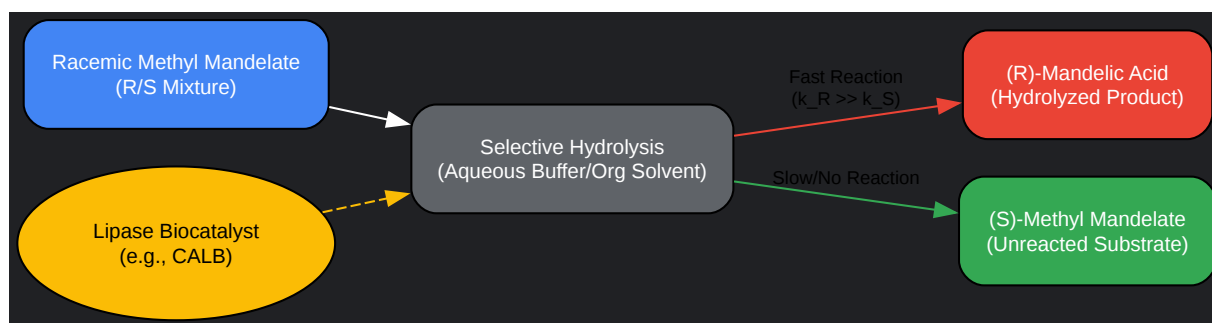 Racemic Methyl Mandelate
(R/S Mixture)
Lipase Biocatalyst
(e.g., CALB)
Selective Hydrolysis
(Aqueous Buffer/Org Solvent)
Fast Reaction
(k_R >> k_S)
Slow/No Reaction
(R)-Mandelic Acid
(Hydrolyzed Product)
(S)-Methyl Mandelate
(Unreacted Substrate)